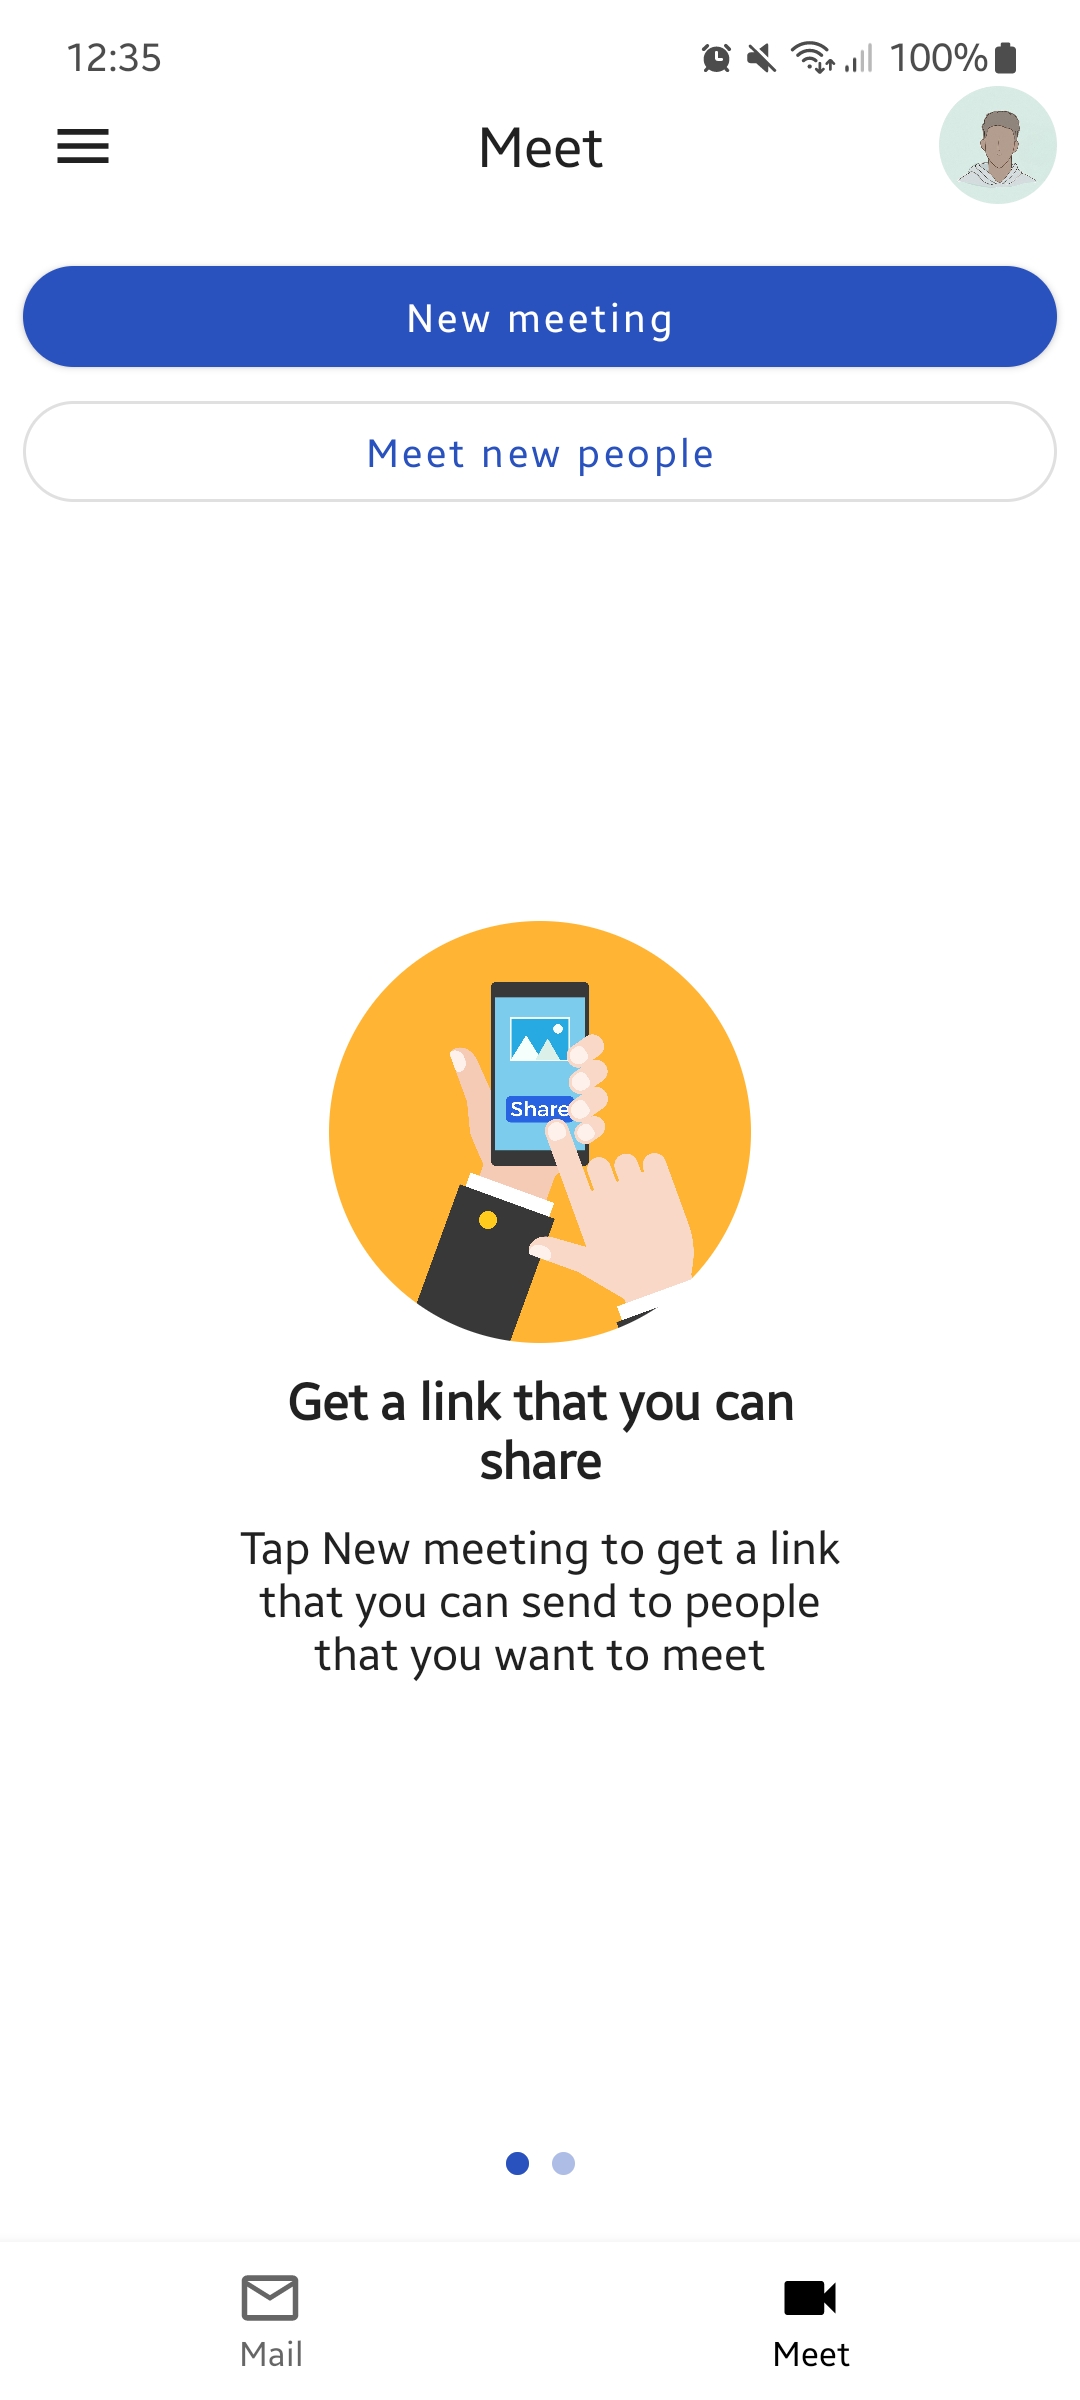 12:35
100%
Meet
New meeting
Meet new people
Share
Get a link that you can
share
Tap New meeting to get a link
that you can send to people
that you want to meet
Mail
Meet